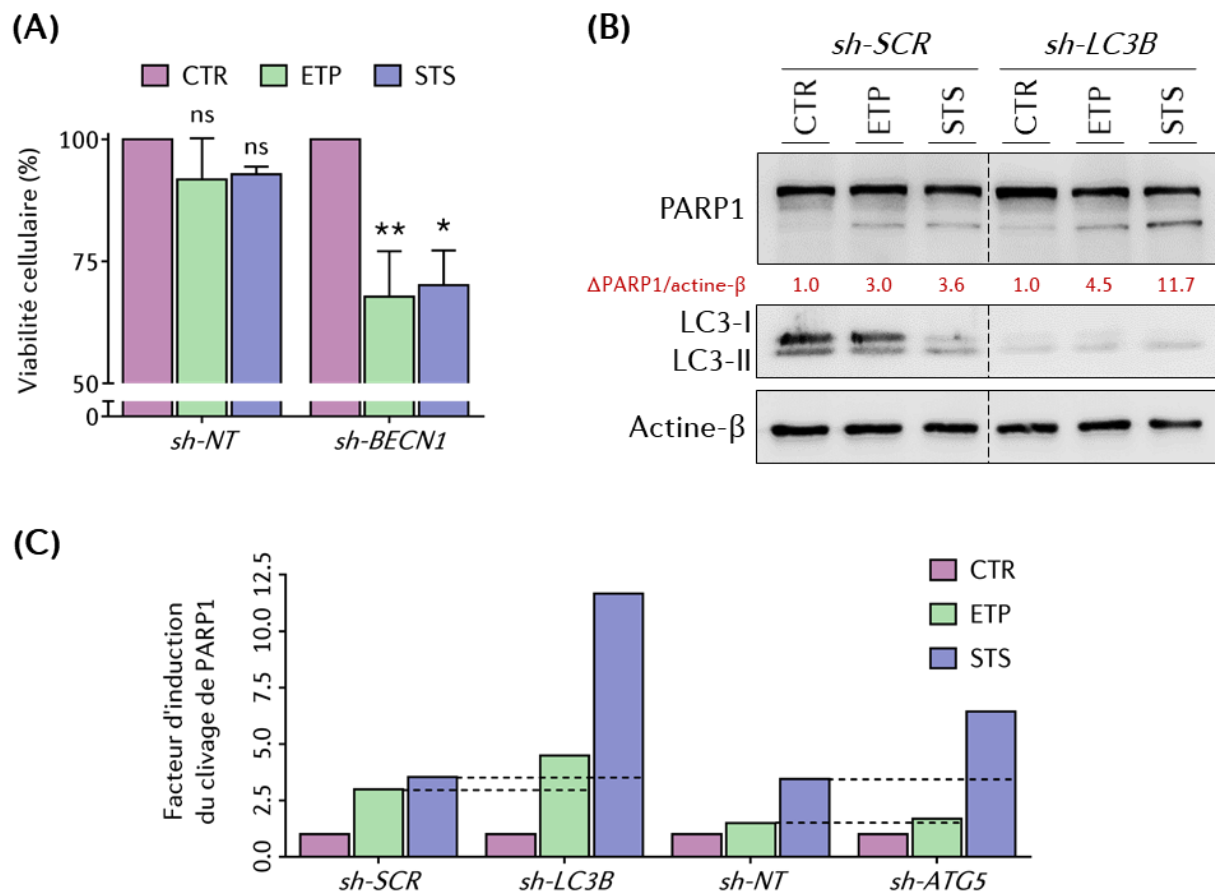 (A)
CTR ETP STS
Viabilité cellulaire (%)
100
75
50
0
ns
ns
**
*
sh-NT sh-BECN1
(B)
sh-SCR sh-LC3B
CTR ETP STS CTR ETP STS
PARP1
ΔPARP1/actine-β 1.0 3.0 3.6 1.0 4.5 11.7
LC3-I
LC3-II
Actine-β
(C)
Facteur d'induction
du clivage de PARP1
12.5
10.0
7.5
5.0
2.5
0.0
CTR
ETP
STS
sh-SCR sh-LC3B sh-NT sh-ATG5